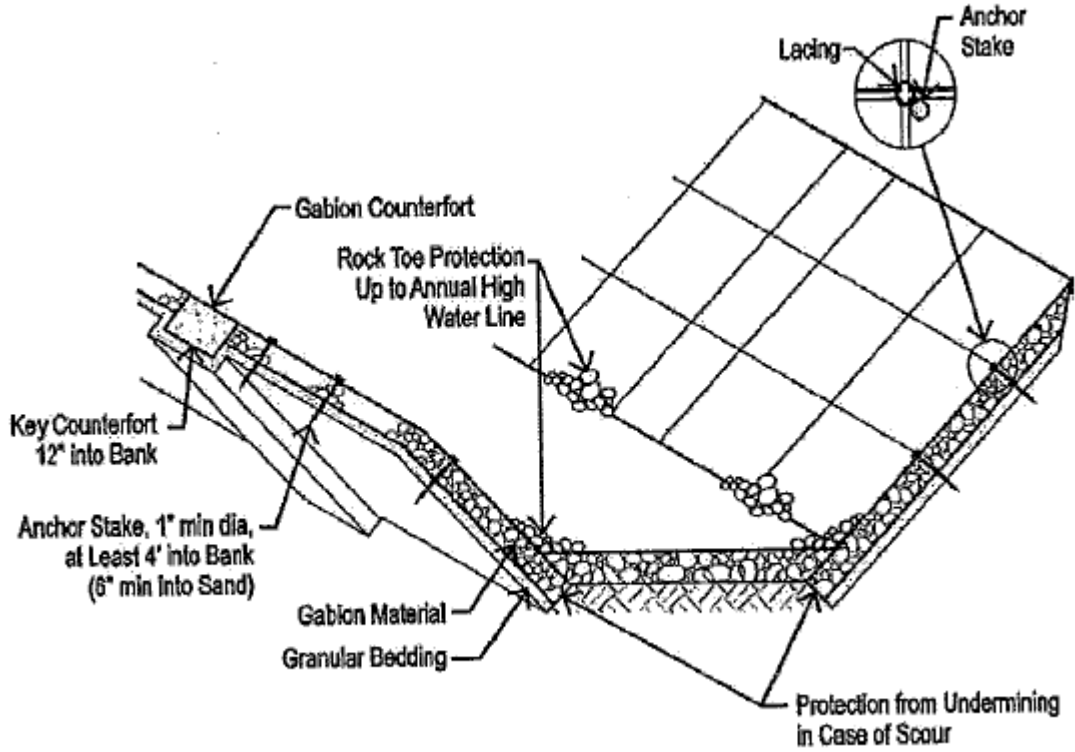 Anchor
Stake
Lacing
Gabion Counterfort
Rock Toe Protection
Up to Annual High
Water Line
Key Counterfort
12" into Bank
Anchor Stake, 1" min dia,
at Least 4' into Bank
(6" min into Sand)
Gabion Material
Granular Bedding
Protection from Undermining
in Case of Scour